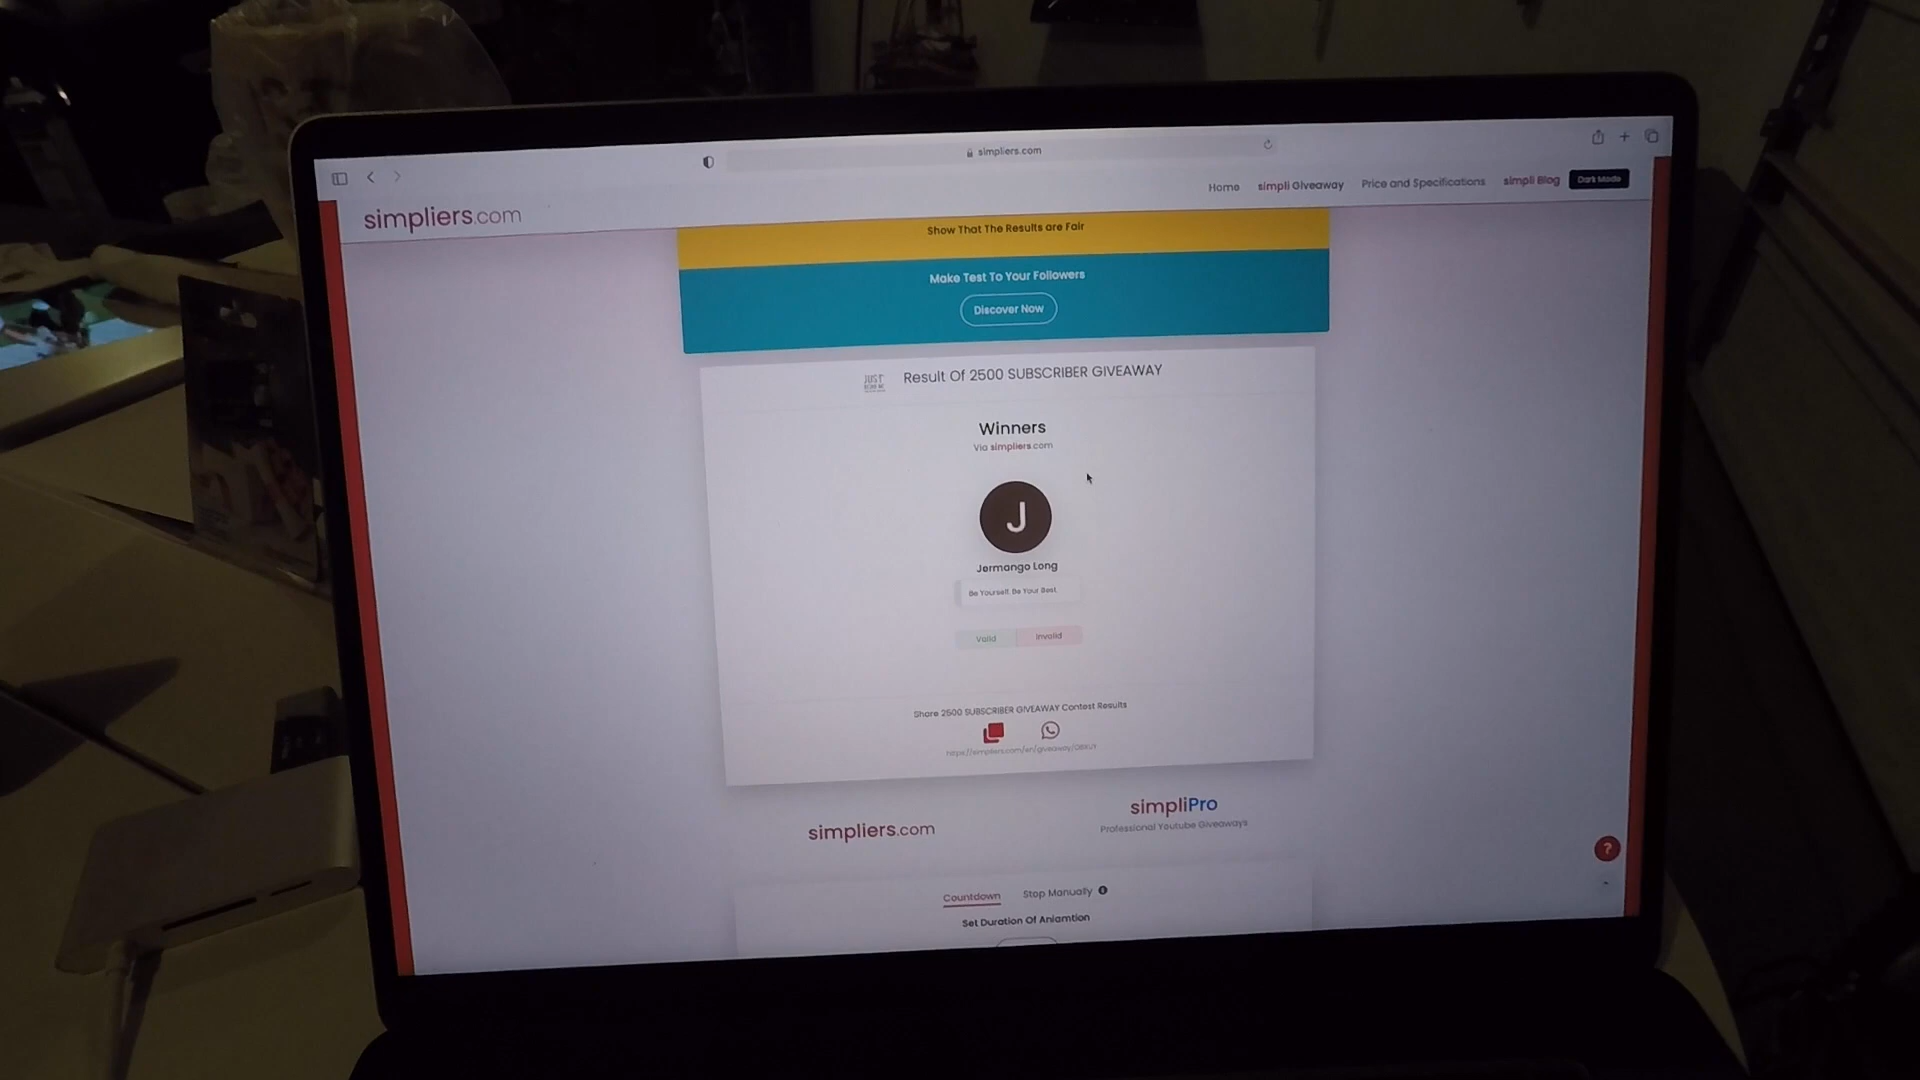 simpliers.com
Home simpli Giveaway Price and Specifications simpli Blog Dark Mode
simpliers.com
Show That The Results are Fair
Make Test To Your Followers
Discover Now
JUST
Result Of 2500 SUBSCRIBER GIVEAWAY
Winners
Via simpliers.com
J
Jermango Long
Be Yourself. Be Your Best.
Valid Invalid
Share 2500 SUBSCRIBER GIVEAWAY Contest Results
simpliers.com
simpliPro
Professional Youtube Giveaways
?
Countdown Stop Manually
Set Duration Of Aniamtion